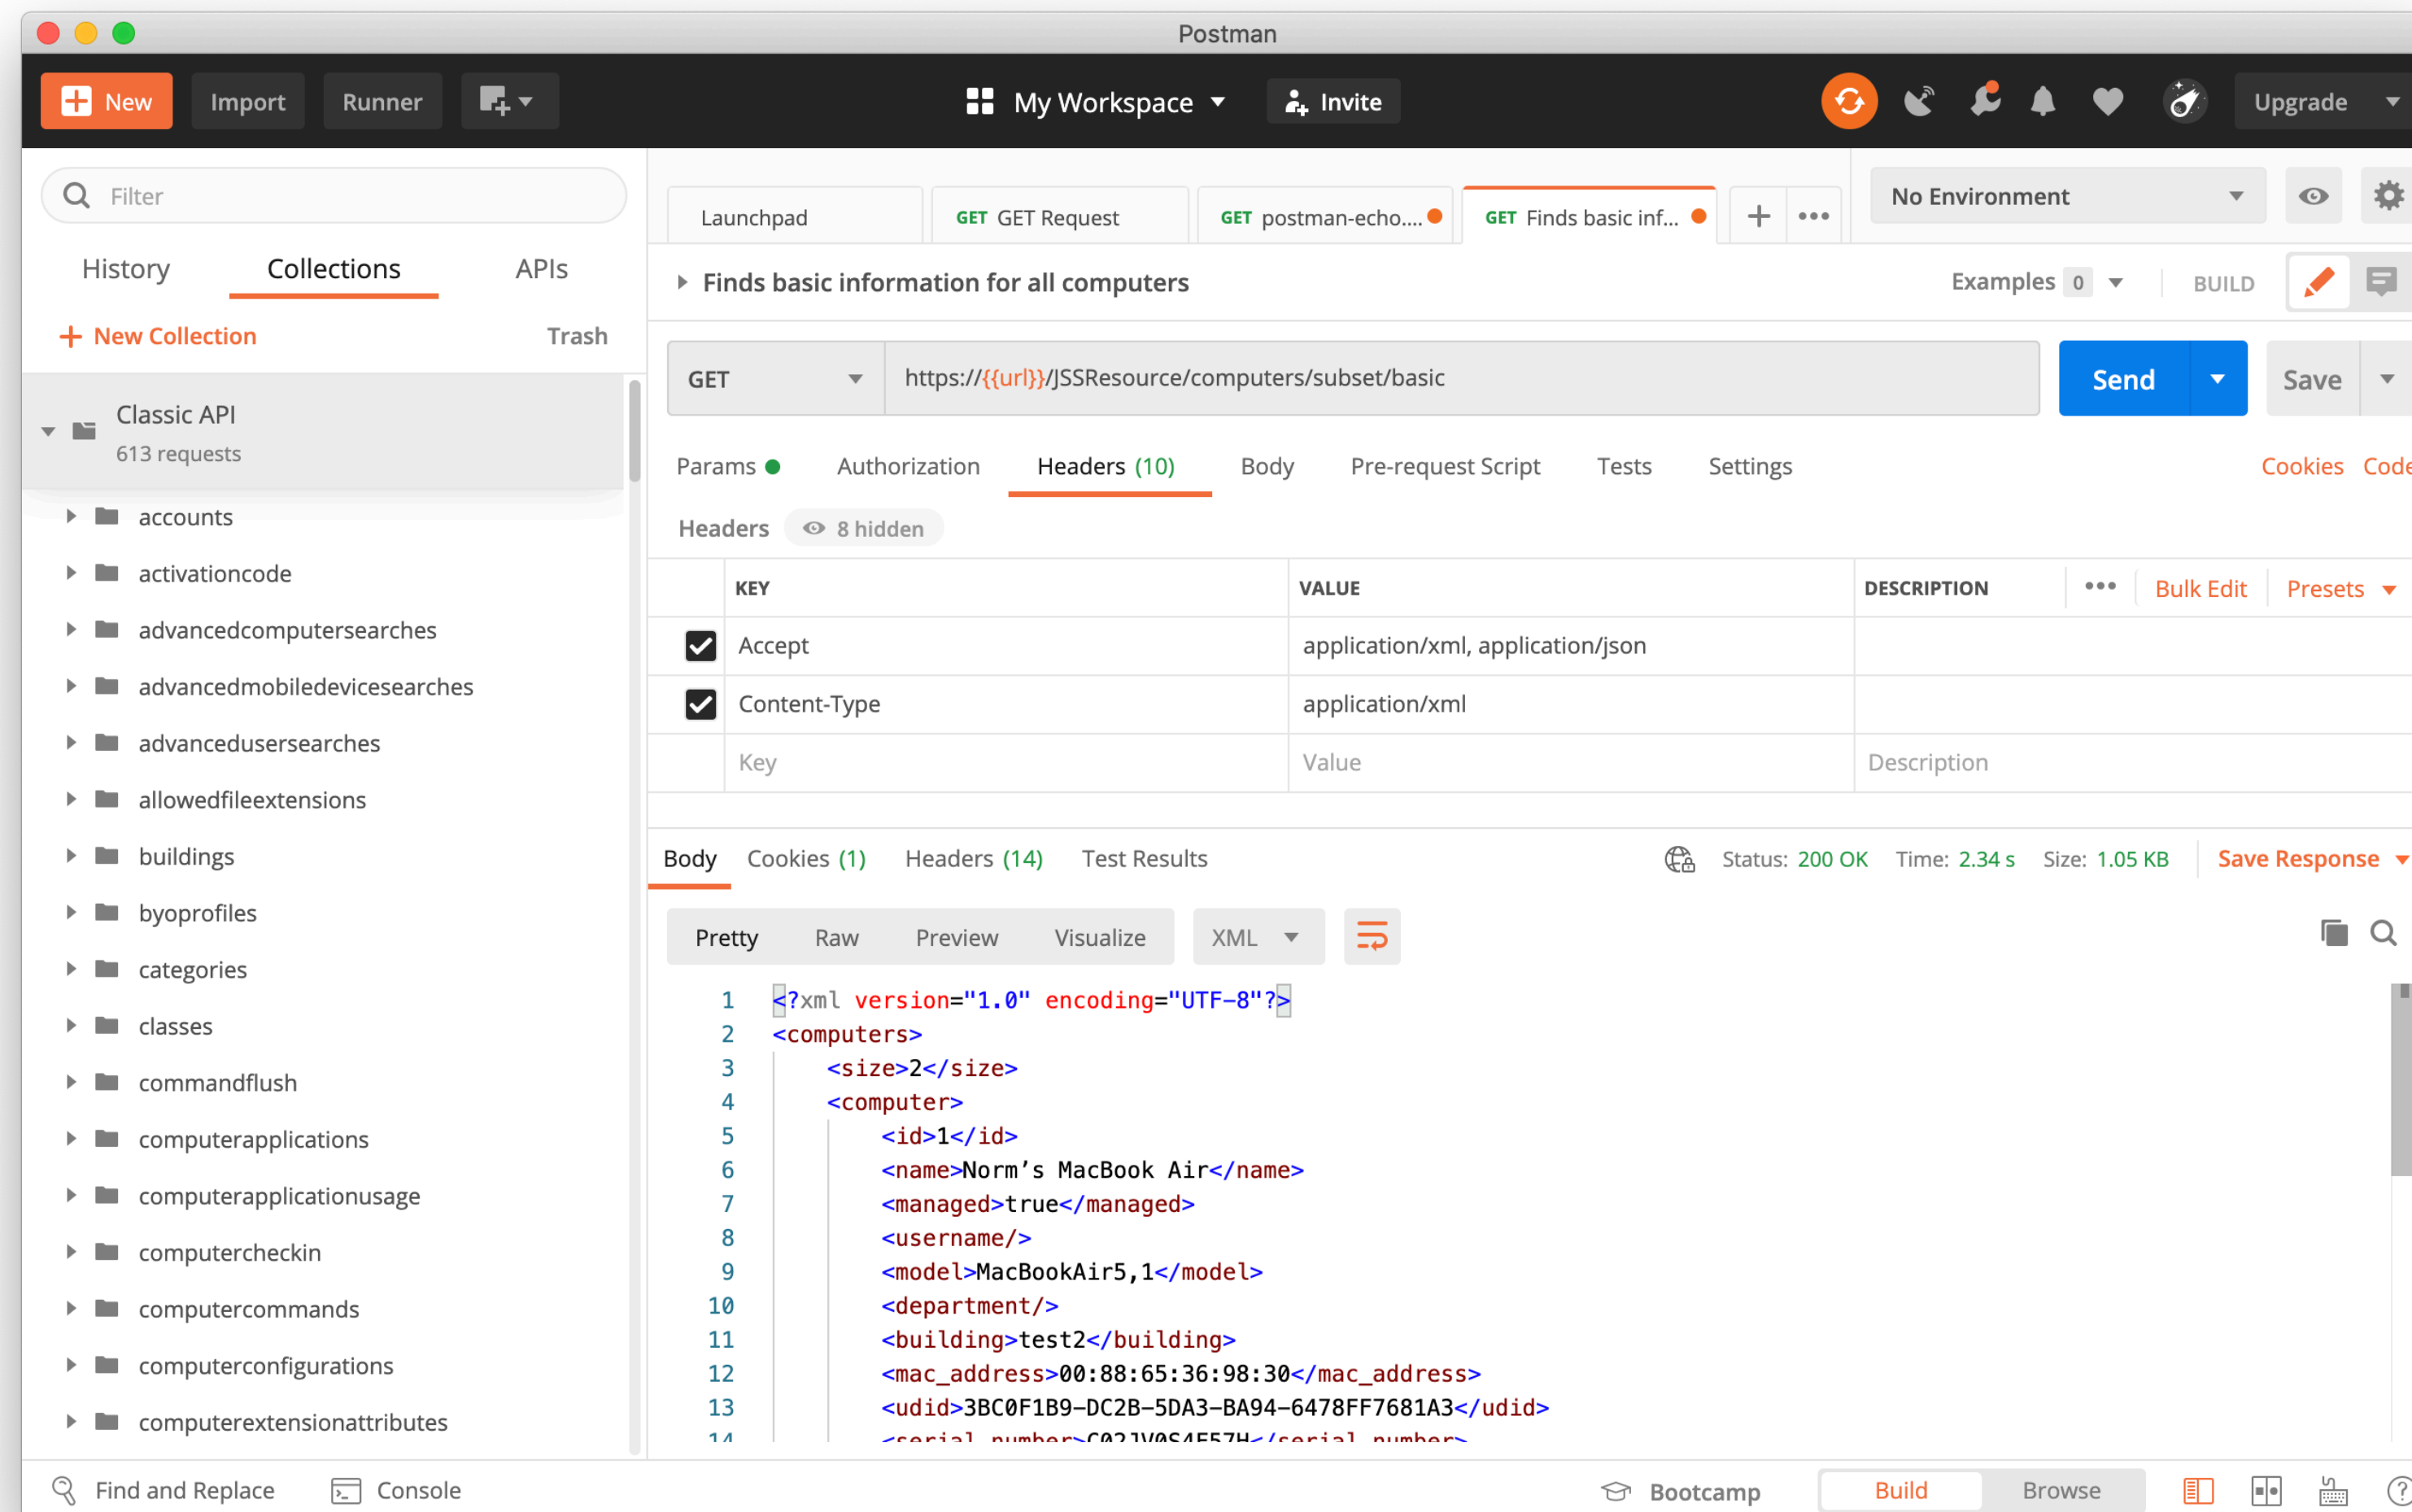 Postman
New
Import
Runner
My Workspace
Invite
Upgrade
Filter
History
Collections
APIs
New Collection
Trash
Classic API
613 requests
accounts
activationcode
advancedcomputersearches
advancedmobiledevicesearches
advancedusersearches
allowedfileextensions
buildings
byoprofiles
categories
classes
commandflush
computerapplications
computerapplicationusage
computercheckin
computercommands
computerconfigurations
computerextensionattributes
Launchpad
GET GET Request
GET postman-echo....
GET Finds basic inf...
No Environment
Finds basic information for all computers
Examples 0
BUILD
GET
https://{{url}}/JSSResource/computers/subset/basic
Send
Save
Params
Authorization
Headers (10)
Body
Pre-request Script
Tests
Settings
Cookies
Code
Headers
8 hidden
KEY VALUE DESCRIPTION
Bulk Edit
Presets
Accept application/xml, application/json
Content-Type application/xml
Key Value Description
Body
Cookies (1)
Headers (14)
Test Results
Status: 200 OK
Time: 2.34 s
Size: 1.05 KB
Save Response
Pretty
Raw
Preview
Visualize
XML
1 <?xml version="1.0" encoding="UTF-8"?>
2 <computers>
3 <size>2</size>
4 <computer>
5 <id>1</id>
6 <name>Norm’s MacBook Air</name>
7 <managed>true</managed>
8 <username/>
9 <model>MacBookAir5,1</model>
10 <department/>
11 <building>test2</building>
12 <mac_address>00:88:65:36:98:30</mac_address>
13 <udid>3BC0F1B9-DC2B-5DA3-BA94-6478FF7681A3</udid>
14
Find and Replace
Console
Bootcamp
Build
Browse